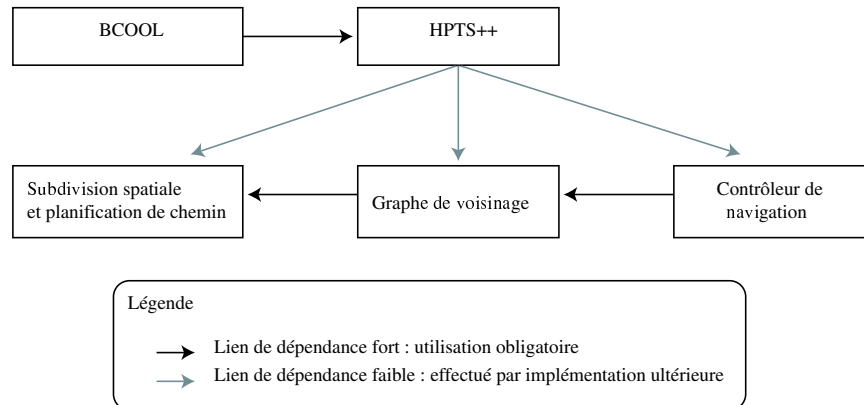 BCOOL
HPTS++
Subdivision spatiale
et planification de chemin
Graphe de voisinage
Contrôleur de
navigation
Légende
Lien de dépendance fort : utilisation obligatoire
Lien de dépendance faible : effectué par implémentation ultérieure